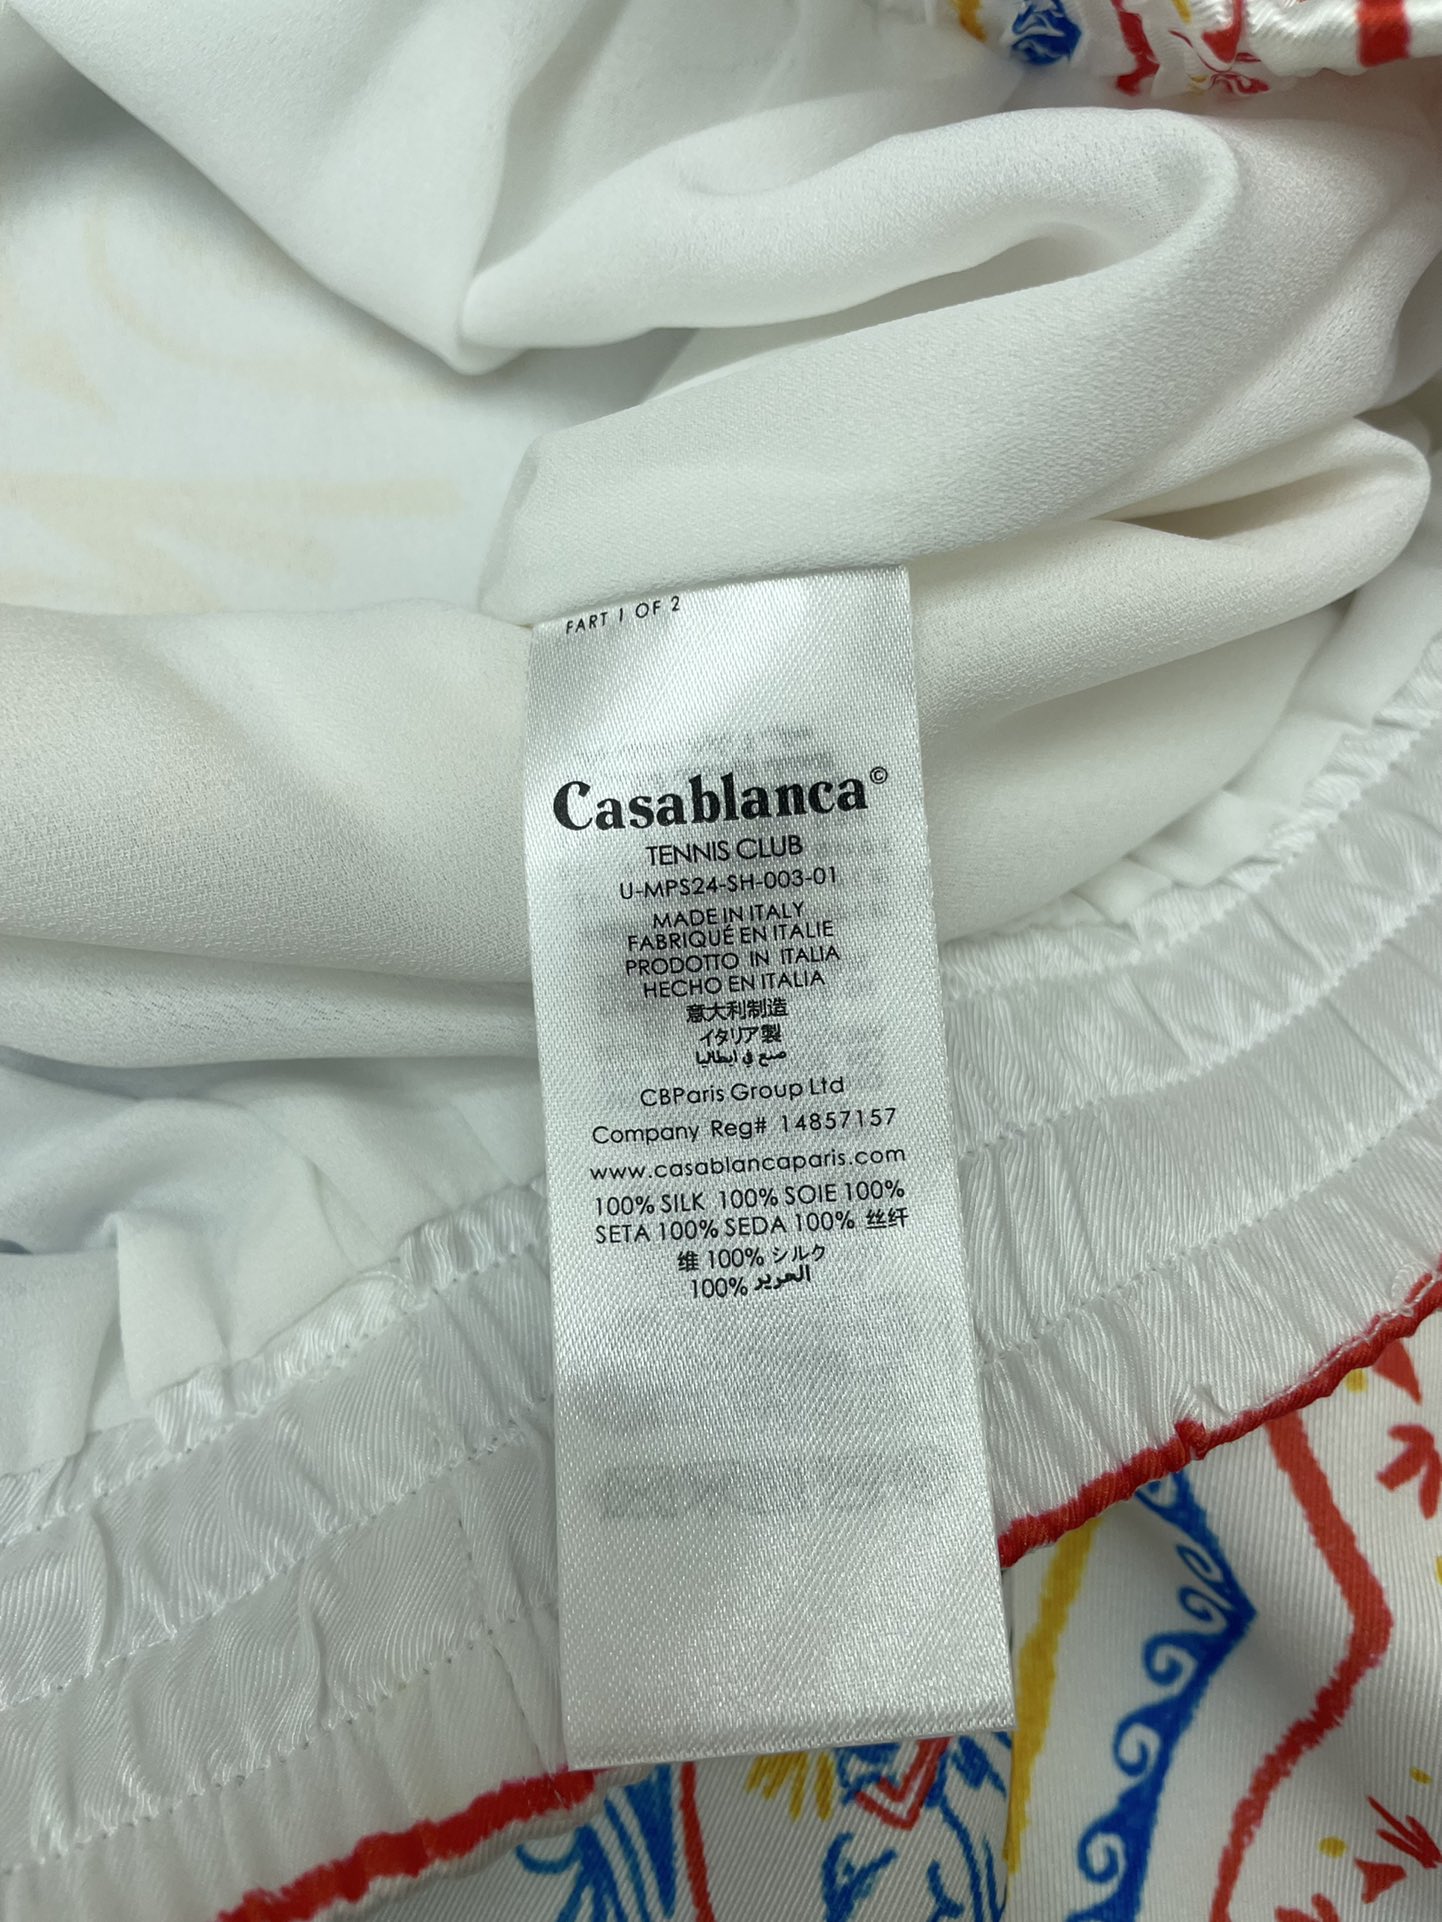 FART 1 OF 2
Casablanca©
TENNIS CLUB
U-MPS24-SH-003-01
MADE IN ITALY
FABRIQUÉ EN ITALIE
PRODOTTO IN ITALIA
HECHO EN ITALIA
意大利制造
イタリア製
صنع في ايطاليا
CBParis Group Ltd
Company Reg# 14857157
www.casablancaparis.com
100% SILK 100% SOIE 100%
SETA 100% SEDA 100% 丝纤
维 100% シルク
100% الحرير